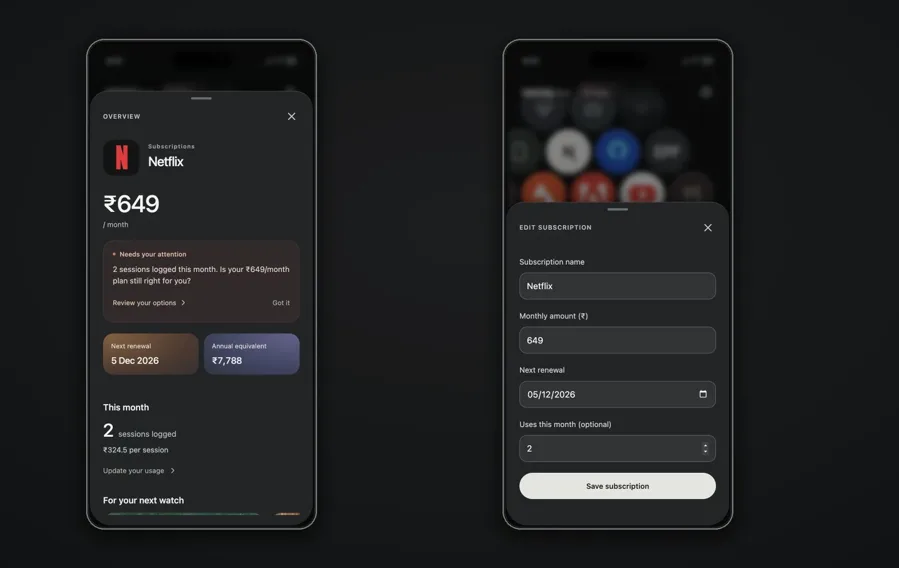 OVERVIEW
Subscriptions
Netflix
₹649
/ month
Needs your attention
2 sessions logged this month. Is your ₹649/month
plan still right for you?
Review your options
Got it
Next renewal
5 Dec 2026
Annual equivalent
₹7,788
This month
2 sessions logged
₹324.5 per session
Update your usage
For your next watch
EDIT SUBSCRIPTION
Subscription name
Netflix
Monthly amount (₹)
649
Next renewal
05/12/2026
Uses this month (optional)
2
Save subscription